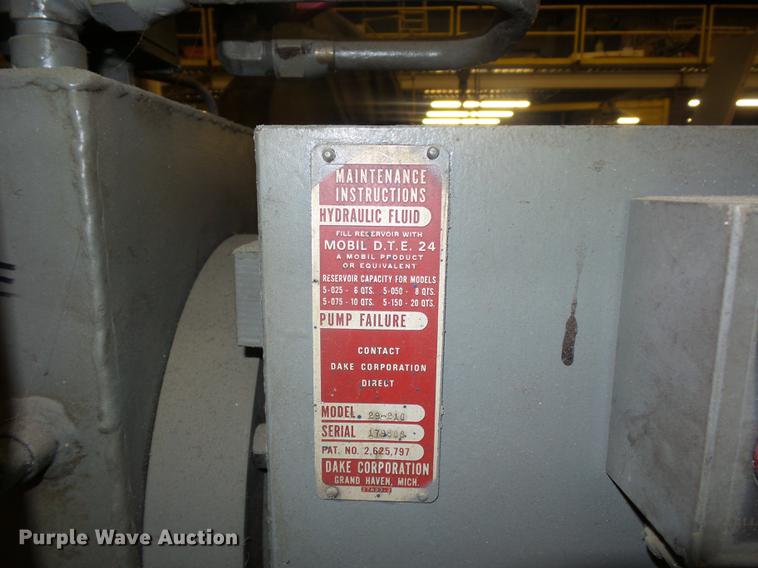 MAINTENANCE
INSTRUCTIONS
HYDRAULIC FLUID
FILL RESERVOIR WITH
MOBIL D.T.E. 24
A MOBIL PRODUCT
OR EQUIVALENT
RESERVOIR CAPACITY FOR MODELS
5-025 - 6 QTS. 5-050 - 8 QTS.
5-075 - 10 QTS. 5-150 - 20 QTS.
PUMP FAILURE
CONTACT
DAKE CORPORATION
DIRECT
MODEL
SERIAL
PAT. NO. 2,625,797
DAKE CORPORATION
GRAND HAVEN, MICH.
Purple Wave Auction